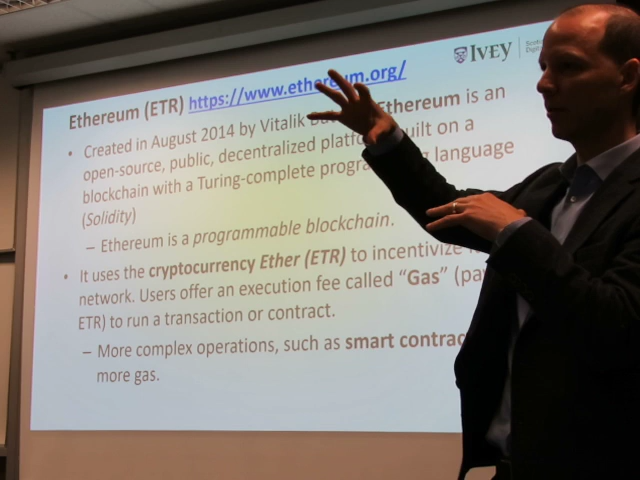 IVEY
Ethereum (ETR) https://www.ethereum.org/
• Created in August 2014 by Vitalik Ethereum is an
open-source, public, decentralized built on a
blockchain with a Turing-complete language
(Solidity)
– Ethereum is a programmable blockchain.
• It uses the cryptocurrency Ether (ETR) to incentivize
network. Users offer an execution fee called “Gas”
ETR) to run a transaction or contract.
– More complex operations, such as smart
more gas.